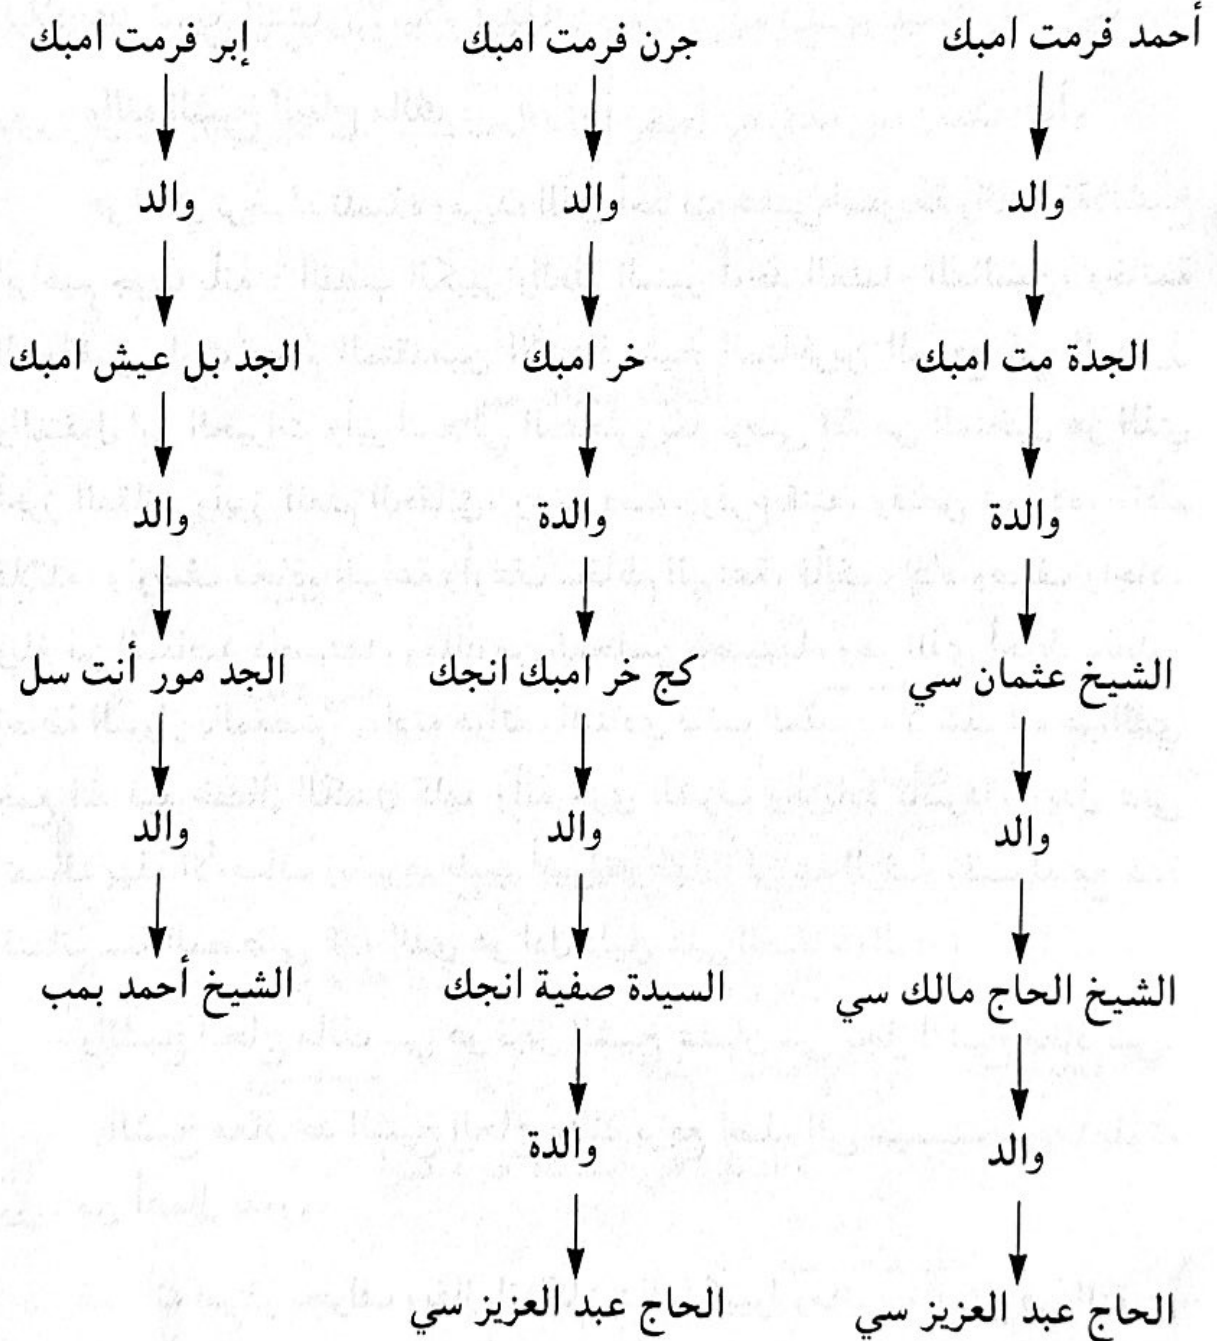 أحمد فرمت امبك جرن فرمت امبك إبر فرمت امبك
والد والد والد
الجدة مت امبك خر امبك الجد بل عيش امبك
والدة والدة والد
الشيخ عثمان سي كج خر امبك انجك الجد مور أنت سل
والد والد والد
الشيخ الحاج مالك سي السيدة صفية انجك الشيخ أحمد بمب
والد والدة
الحاج عبد العزيز سي الحاج عبد العزيز سي